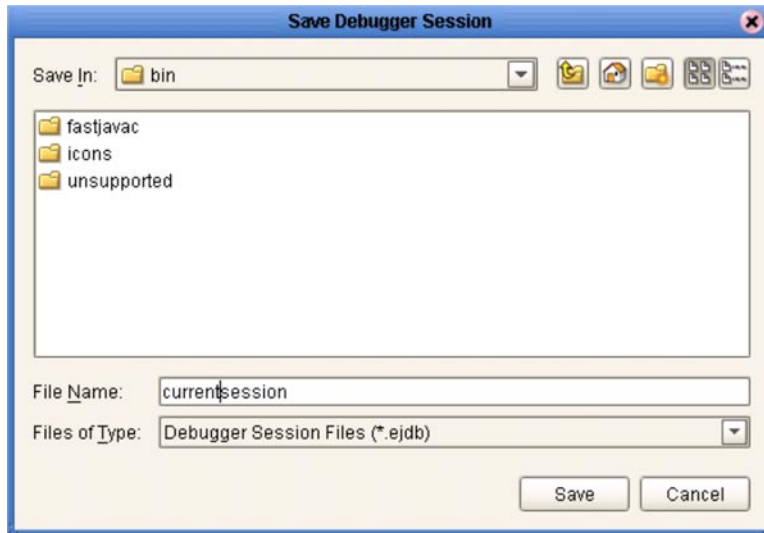 Save Debugger Session
Save In: bin
fastjavac
icons
unsupported
File Name: currentsession
Files of Type: Debugger Session Files (*.ejdb)
Save Cancel